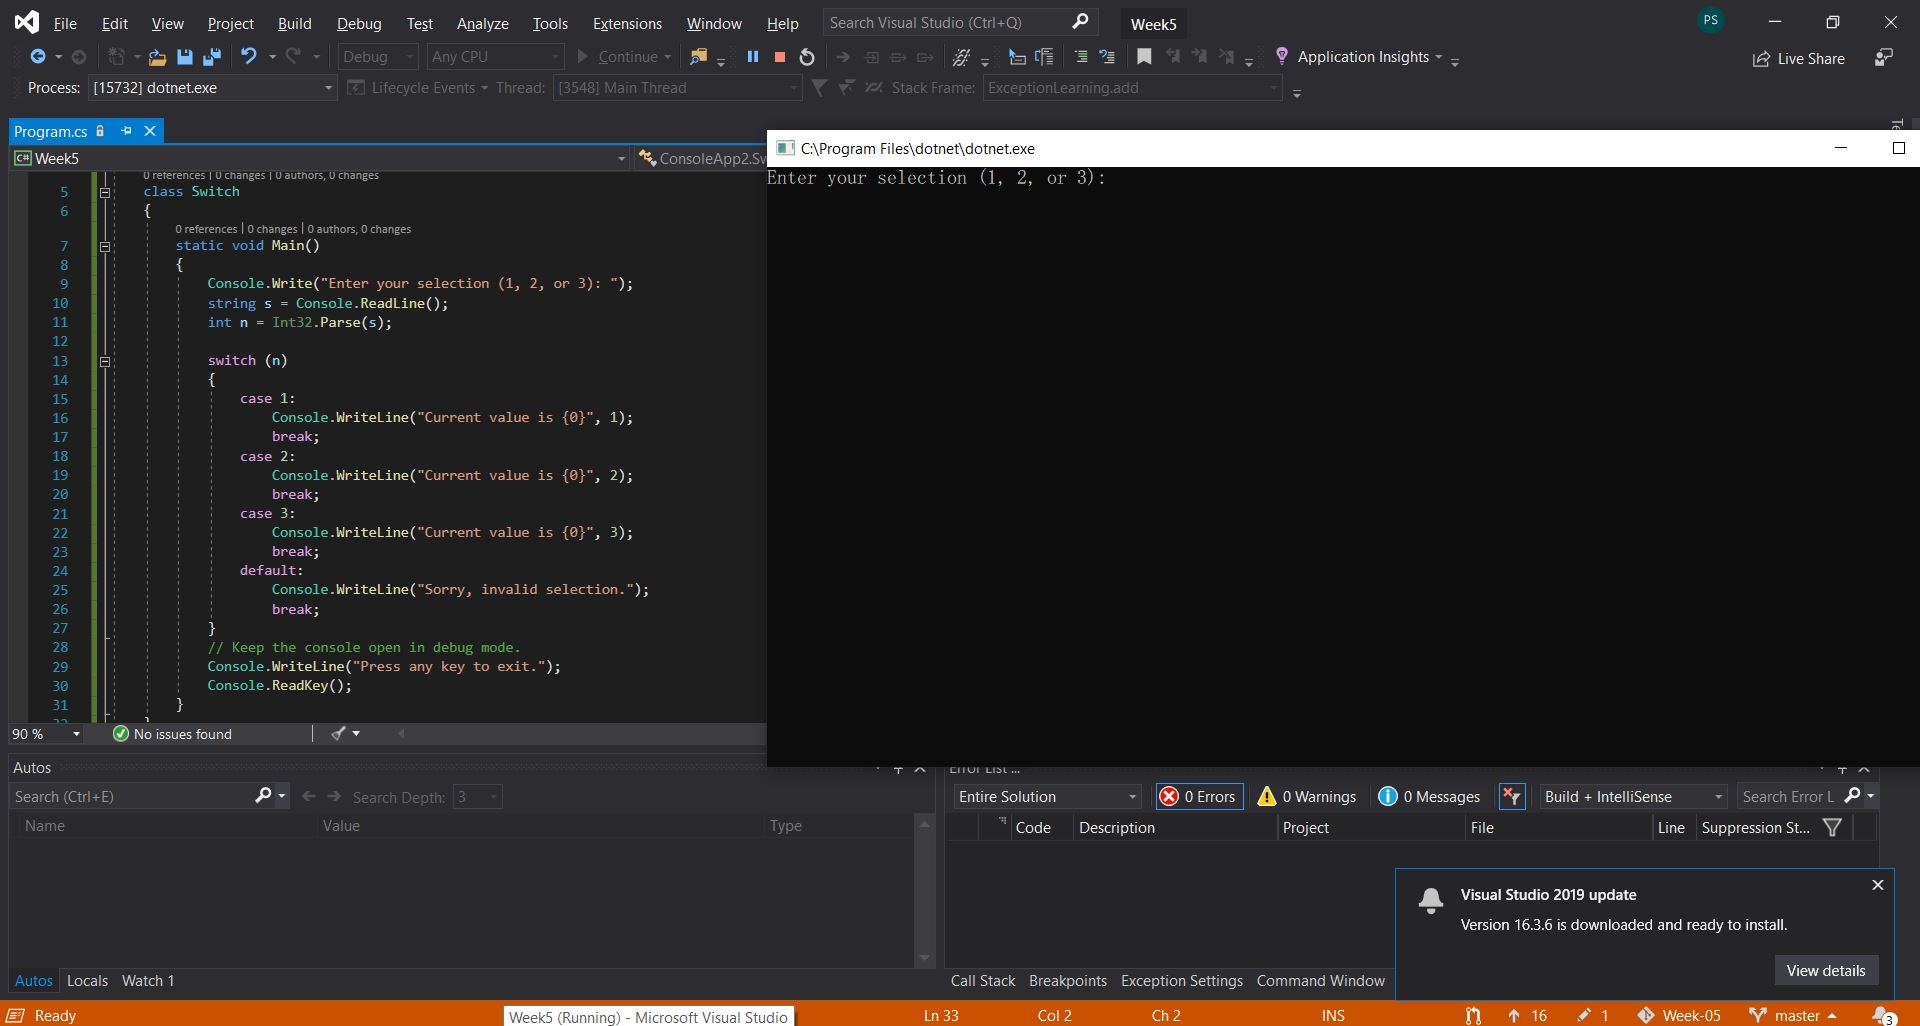 File Edit View Project Build Debug Test Analyze Tools Extensions Window Help Search Visual Studio (Ctrl+Q) Week5 PS
Debug Any CPU Continue Application Insights Live Share
Process: [15732] dotnet.exe Lifecycle Events Thread: [3548] Main Thread Stack Frame: ExceptionLearning.add
Program.cs
C# Week5 ConsoleApp2.Sw
C:\Program Files\dotnet\dotnet.exe
Enter your selection (1, 2, or 3):
0 references | 0 changes | 0 authors, 0 changes
5 class Switch
6 {
0 references | 0 changes | 0 authors, 0 changes
7 static void Main()
8 {
9 Console.Write("Enter your selection (1, 2, or 3): ");
10 string s = Console.ReadLine();
11 int n = Int32.Parse(s);
12
13 switch (n)
14 {
15 case 1:
16 Console.WriteLine("Current value is {0}", 1);
17 break;
18 case 2:
19 Console.WriteLine("Current value is {0}", 2);
20 break;
21 case 3:
22 Console.WriteLine("Current value is {0}", 3);
23 break;
24 default:
25 Console.WriteLine("Sorry, invalid selection.");
26 break;
27 }
28 // Keep the console open in debug mode.
29 Console.WriteLine("Press any key to exit.");
30 Console.ReadKey();
31 }
90 % No issues found
Autos
Search (Ctrl+E) Search Depth: 3
Name Value Type
Autos Locals Watch 1
Error List ...
Entire Solution 0 Errors 0 Warnings 0 Messages Build + IntelliSense Search Error L
Code Description Project File Line Suppression St...
Visual Studio 2019 update
Version 16.3.6 is downloaded and ready to install.
View details
Call Stack Breakpoints Exception Settings Command Window
Ready Week5 (Running) - Microsoft Visual Studio Ln 33 Col 2 Ch 2 INS 16 1 Week-05 master 3